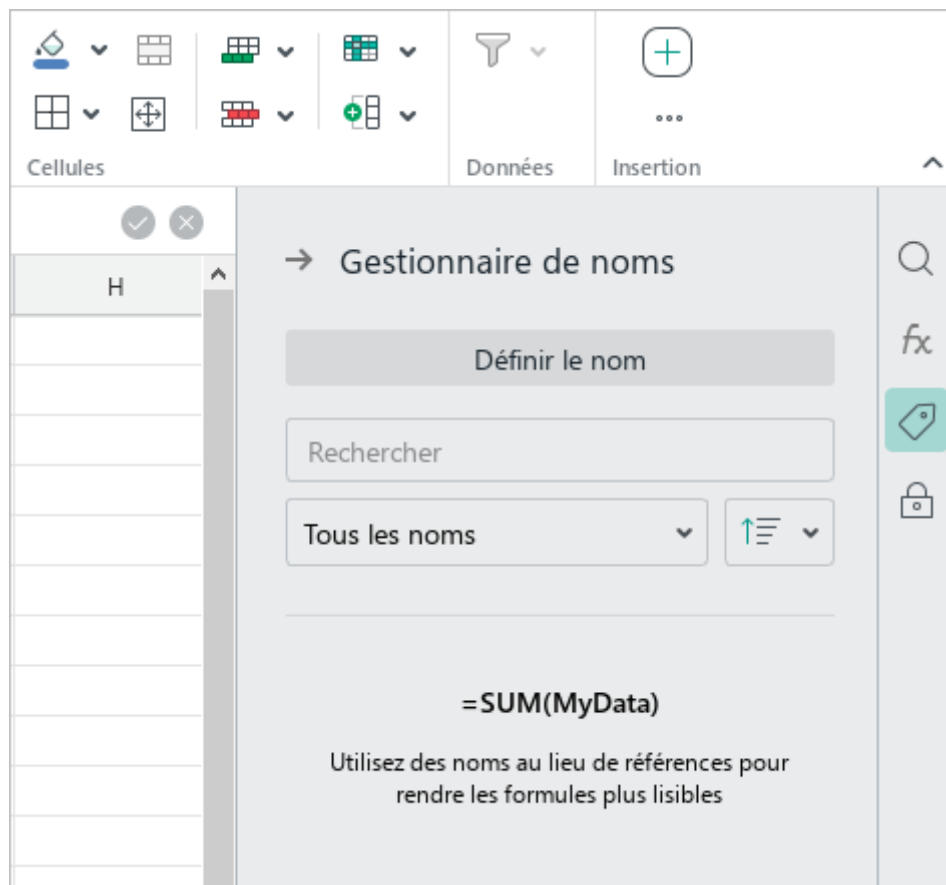 Cellules
Données
Insertion
H
Gestionnaire de noms
fx
Définir le nom
Rechercher
Tous les noms
=SUM(MyData)
Utilisez des noms au lieu de références pour
rendre les formules plus lisibles